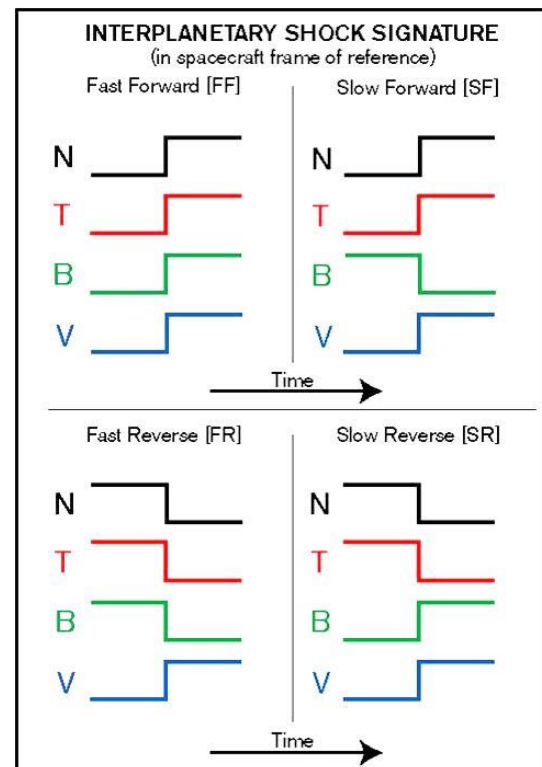 INTERPLANETARY SHOCK SIGNATURE
(in spacecraft frame of reference)
Fast Forward [FF]
N
T
B
V
Slow Forward [SF]
N
T
B
V
Time
Fast Reverse [FR]
N
T
B
V
Slow Reverse [SR]
N
T
B
V
Time